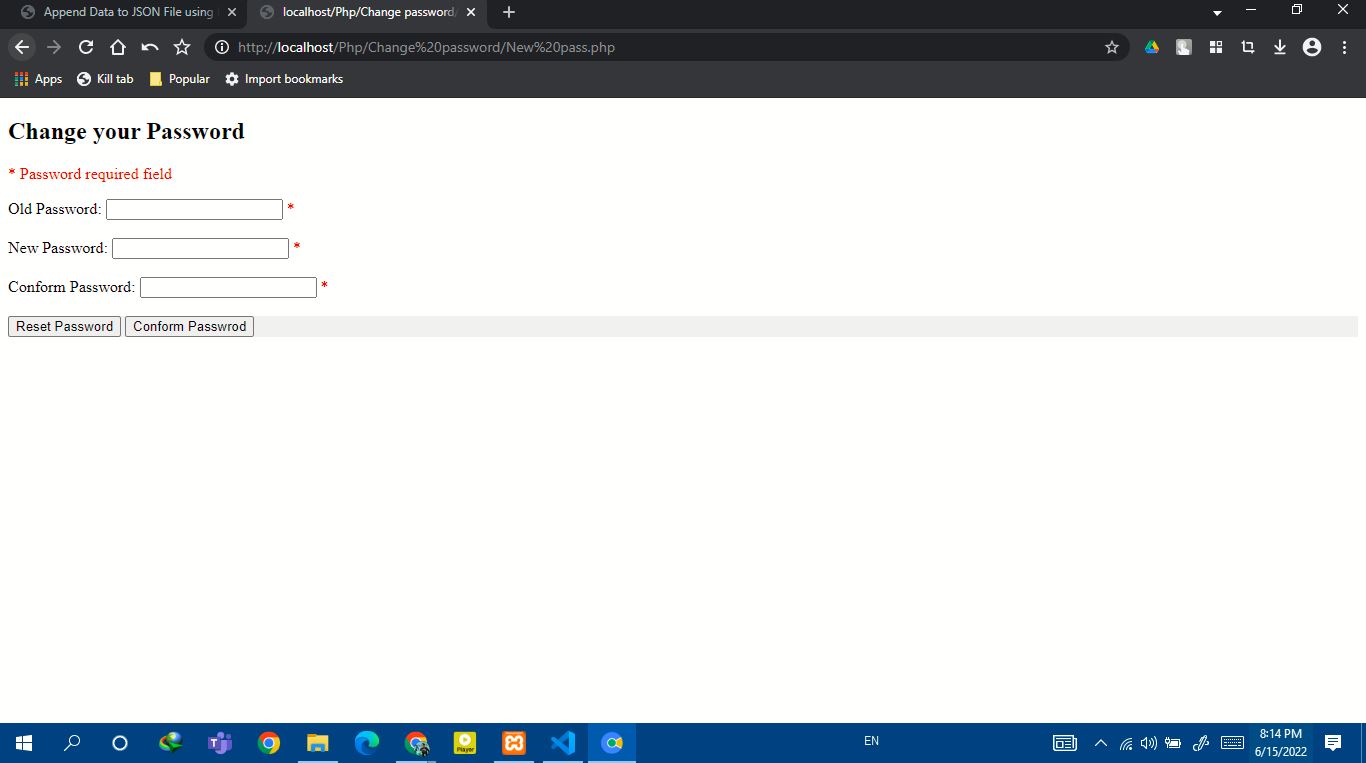 Append Data to JSON File using
localhost/Php/Change password/
http://localhost/Php/Change%20password/New%20pass.php
Apps Kill tab Popular Import bookmarks
Change your Password
* Password required field
Old Password: *
New Password: *
Conform Password: *
Reset Password Conform Passwrod
Player
EN
8:14 PM
6/15/2022